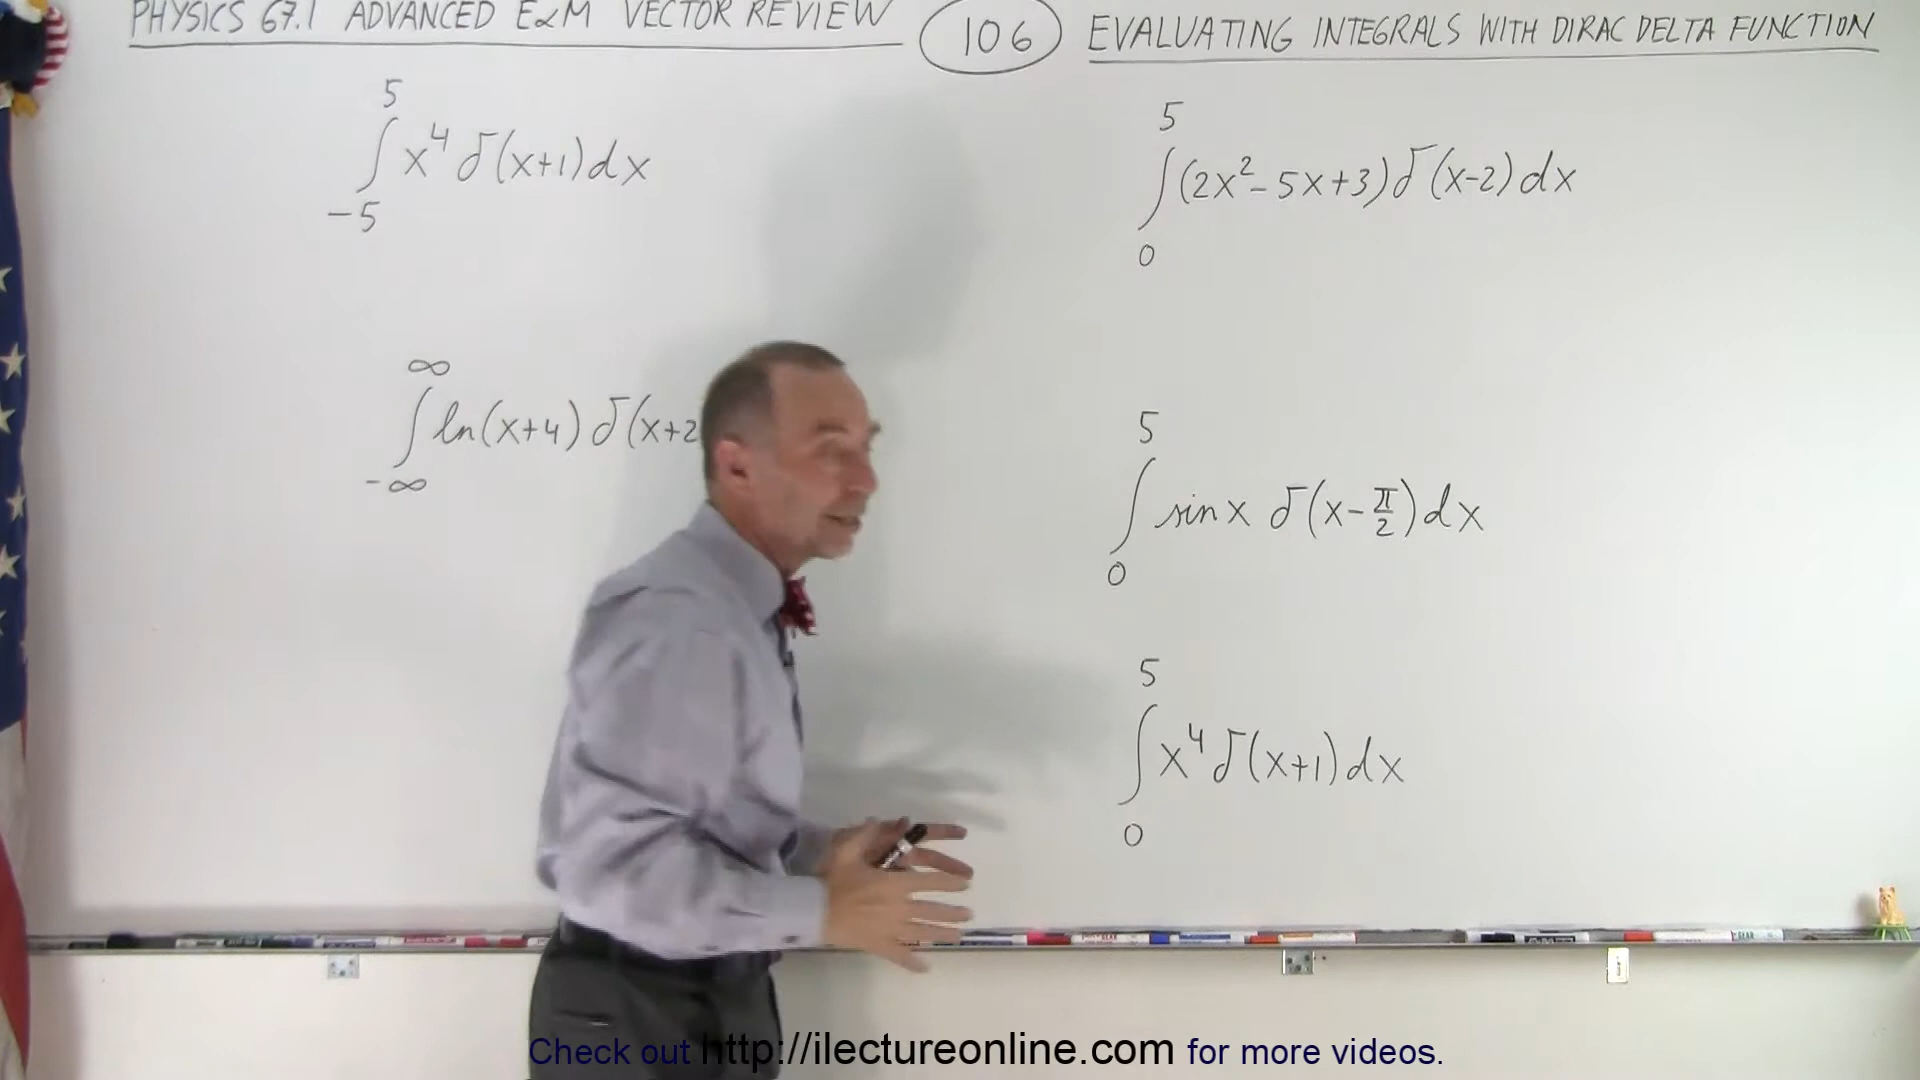 PHYSICS 67.1 ADVANCED E&M VECTOR REVIEW 106 EVALUATING INTEGRALS WITH DIRAC DELTA FUNCTION
5
∫ x⁴ δ(x+1)dx
-5
∞
∫ ln(x+4) δ(x+2
-∞
5
∫(2x²-5x+3)δ(x-2)dx
0
5
∫ sin x δ(x-π/2)dx
0
5
∫x⁴δ(x+1)dx
0
Check out http://ilectureonline.com for more videos.